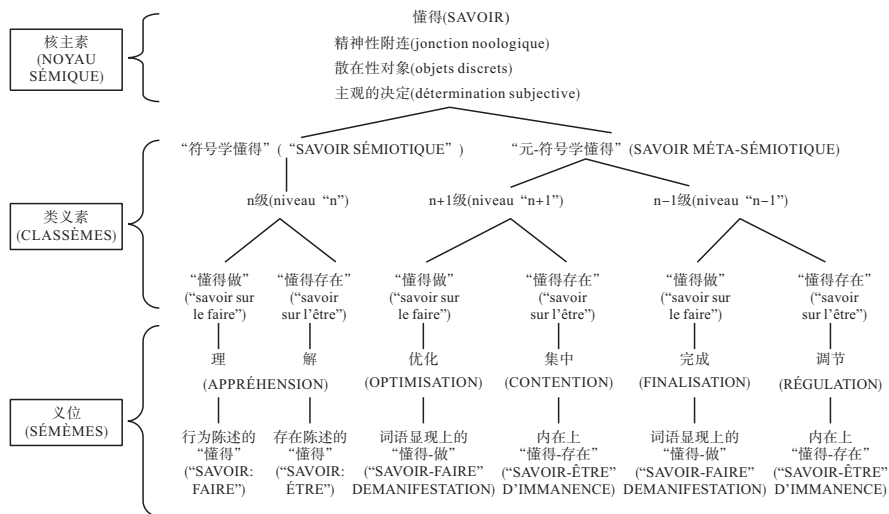 懂得(SAVOIR)
精神性附连(jonction noologique)
散在性对象(objets discrets)
主观的决定(détermination subjective)
核主素
(NOYAU
SÉMIQUE)
“符号学懂得” ( “SAVOIR SÉMIOTIQUE” )
“元-符号学懂得” (SAVOIR MÉTA-SÉMIOTIQUE)
n级(niveau “n”)
n+1级(niveau “n+1”)
n−1级(niveau “n−1”)
类义素
(CLASSÈMES)
“懂得做”
(“savoir sur
le faire”)
“懂得存在”
(“savoir
sur l’être”)
“懂得做”
(“savoir sur
le faire”)
“懂得存在”
(“savoir
sur l’être”)
“懂得做”
(“savoir sur
le faire”)
“懂得存在”
(“savoir
sur l’être”)
义位
(SÉMÈMES)
理 解
(APPRÉHENSION)
优化
(OPTIMISATION)
集中
(CONTENTION)
完成
(FINALISATION)
调节
(RÉGULATION)
行为陈述的
“懂得”
(“SAVOIR:
FAIRE”)
存在陈述的
“懂得”
(“SAVOIR:
ÉTRE”)
词语显现上的
“懂得-做”
(“SAVOIR-FAIRE”
DEMANIFESTATION)
内在上
“懂得-存在”
(“SAVOIR-ÊTRE”
D’IMMANENCE)
词语显现上的
“懂得-做”
(“SAVOIR-FAIRE”
DEMANIFESTATION)
内在上
“懂得-存在”
(“SAVOIR-ÊTRE”
D’IMMANENCE)